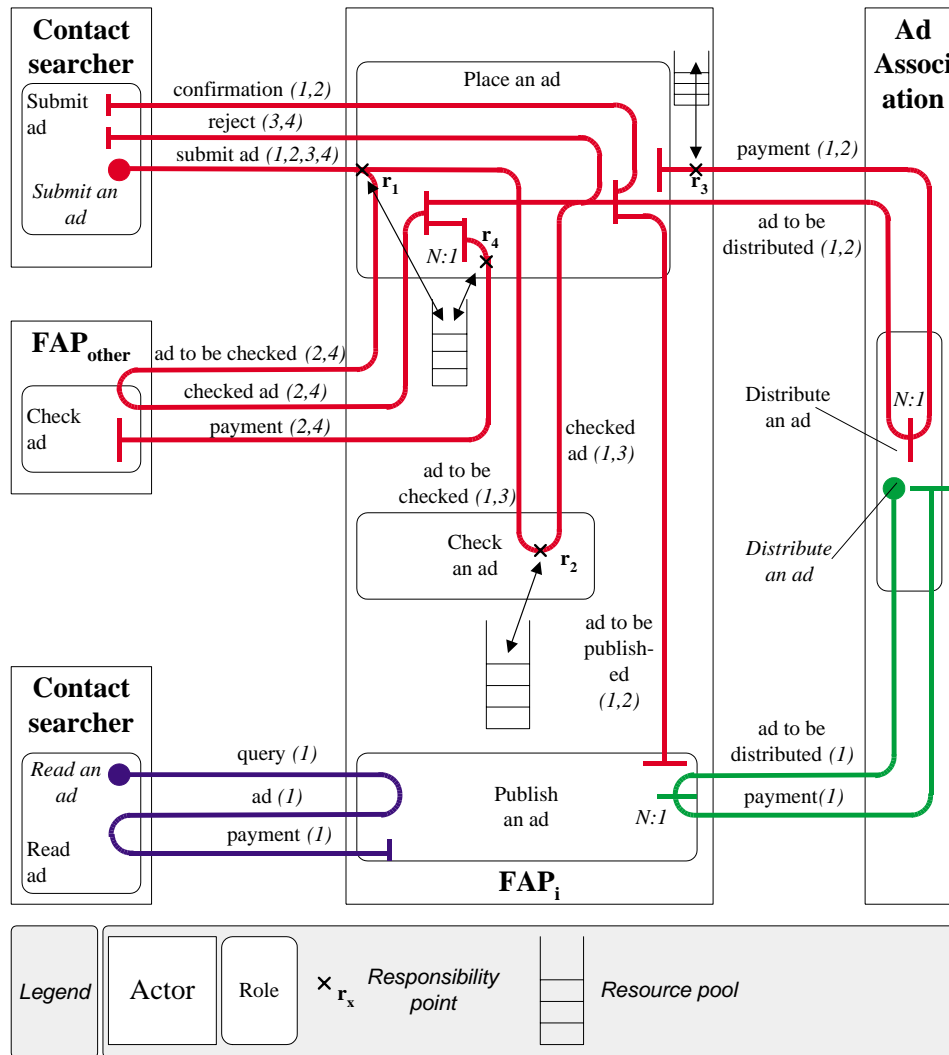 Contact
searcher
Submit
ad
Submit an
ad
confirmation (1,2)
reject (3,4)
submit ad (1,2,3,4)
Place an ad
r1
r4
N:1
r3
payment (1,2)
ad to be
distributed (1,2)
Ad
Associ
ation
FAPother
Check
ad
ad to be checked (2,4)
checked ad (2,4)
payment (2,4)
ad to be
checked (1,3)
checked
ad (1,3)
Check
an ad
r2
N:1
Distribute
an ad
Distribute
an ad
ad to be
publish-
ed
(1,2)
Contact
searcher
Read an
ad
Read
ad
query (1)
ad (1)
payment (1)
Publish
an ad
N:1
ad to be
distributed (1)
payment(1)
FAPi
Legend
Actor
Role
rx
Responsibility
point
Resource pool